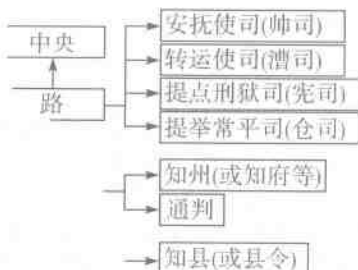 中央
路
安抚使司(帅司)
转运使司(漕司)
提点刑狱司(宪司)
提举常平司(仓司)
知州(或知府等)
通判
知县(或县令)